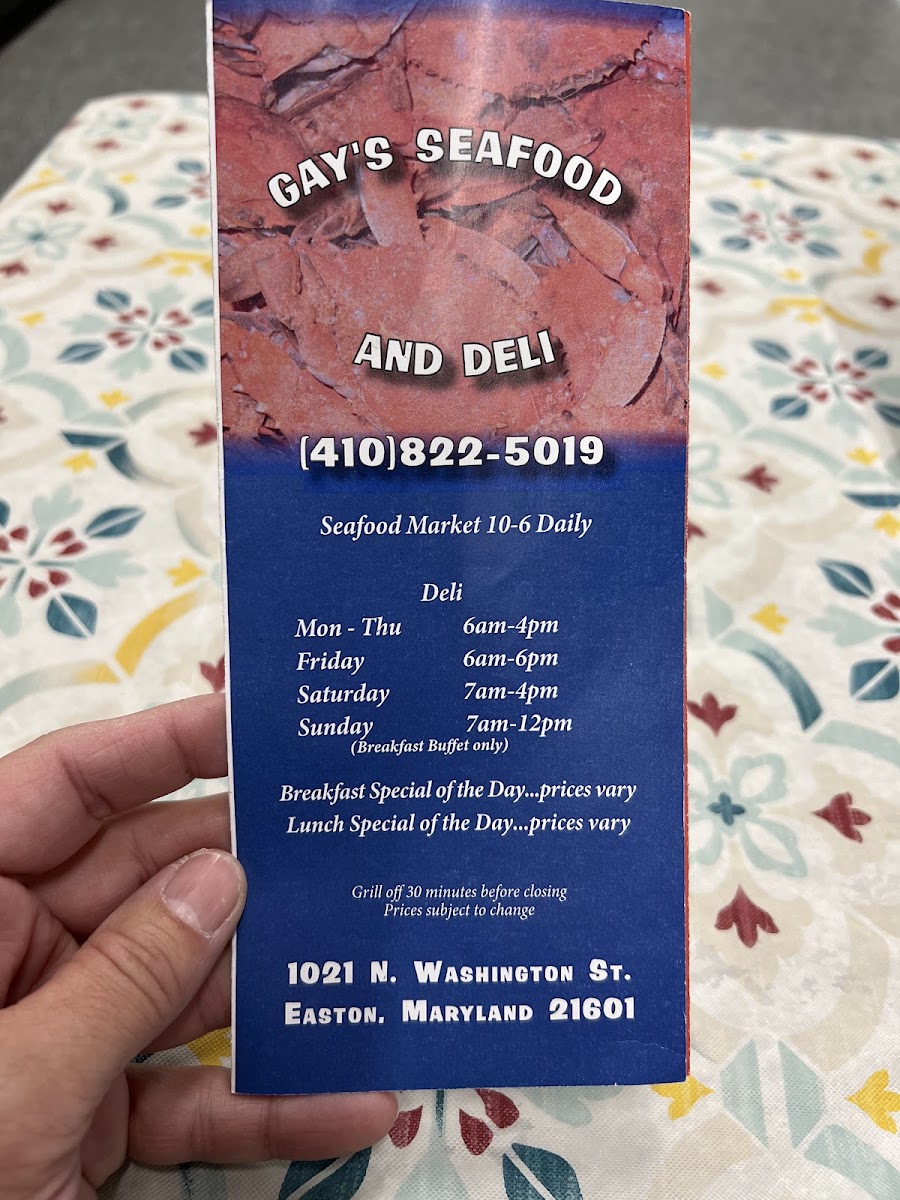 GAY'S SEAFOOD
AND DELI
(410)822-5019
Seafood Market 10-6 Daily
Deli
Mon - Thu 6am-4pm
Friday 6am-6pm
Saturday 7am-4pm
Sunday 7am-12pm
(Breakfast Buffet only)
Breakfast Special of the Day...prices vary
Lunch Special of the Day...prices vary
Grill off 30 minutes before closing
Prices subject to change
1021 N. Washington St.
Easton, Maryland 21601